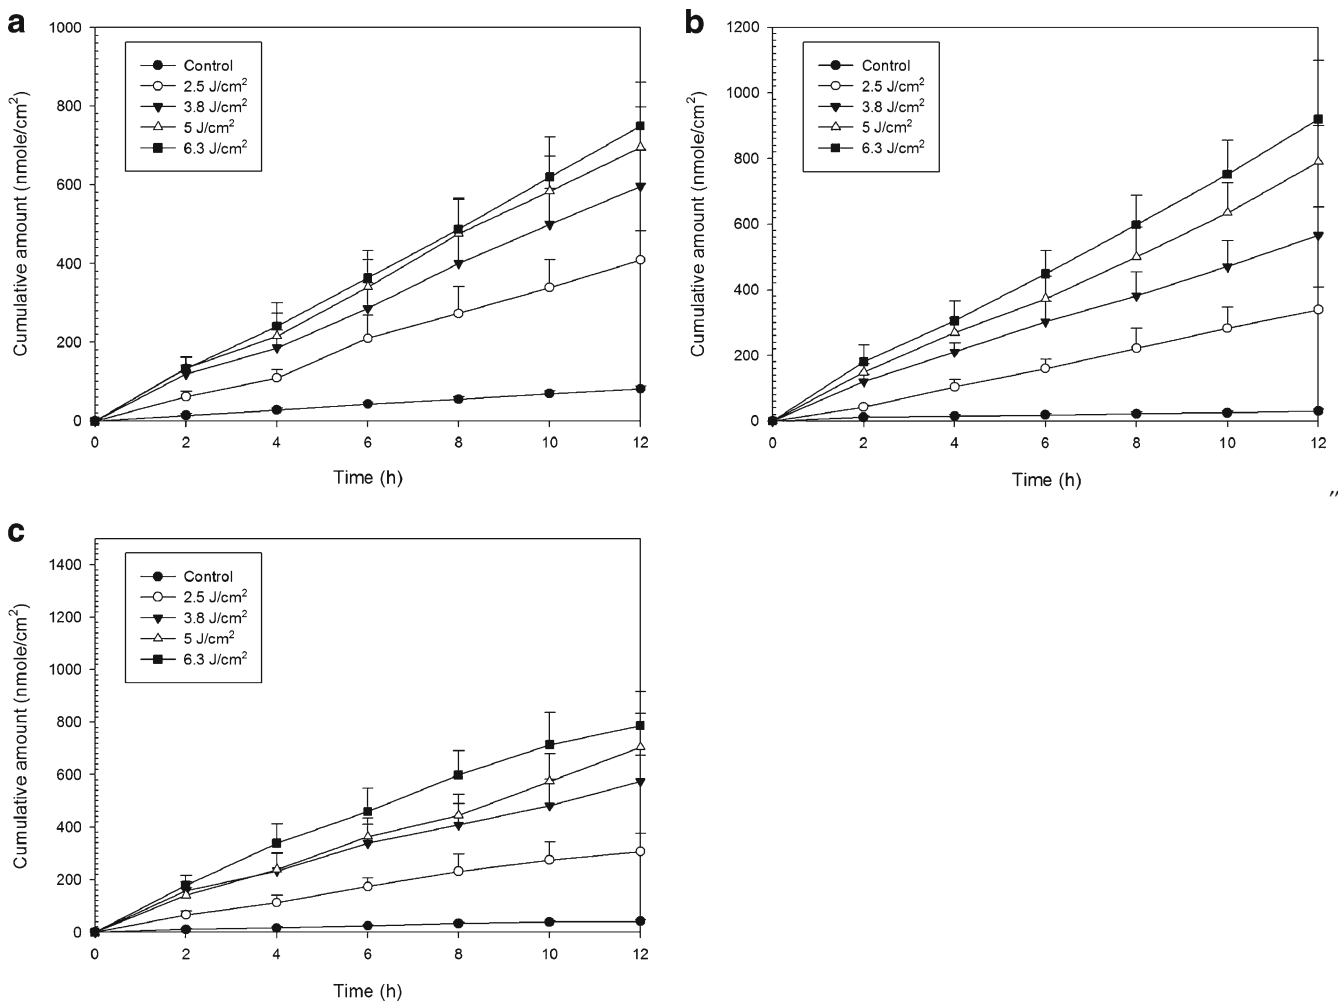 a
Cumulative amount (nmole/cm²)
1000
800
600
400
200
0
Control
2.5 J/cm²
3.8 J/cm²
5 J/cm²
6.3 J/cm²
0 2 4 6 8 10 12
Time (h)
b
Cumulative amount (nmole/cm²)
1200
1000
800
600
400
200
0
Control
2.5 J/cm²
3.8 J/cm²
5 J/cm²
6.3 J/cm²
0 2 4 6 8 10 12
Time (h)
”
c
Cumulative amount (nmole/cm²)
1400
1200
1000
800
600
400
200
0
Control
2.5 J/cm²
3.8 J/cm²
5 J/cm²
6.3 J/cm²
0 2 4 6 8 10 12
Time (h)